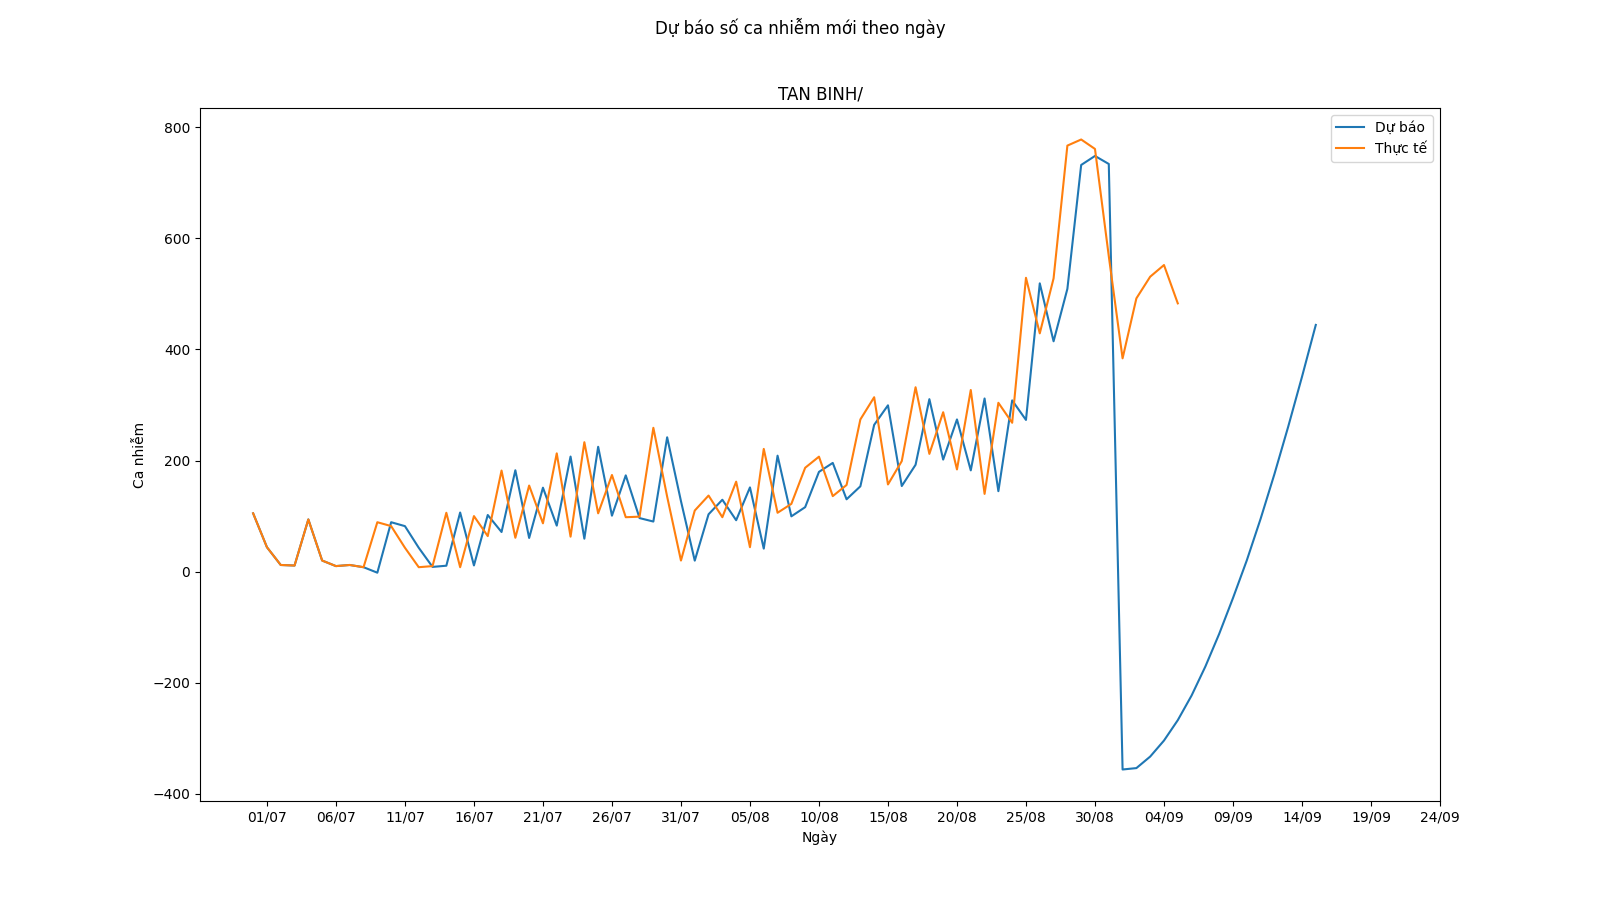 Dự báo số ca nhiễm mới theo ngày
TAN BINH/
Dự báo
Thực tế
800
600
400
200
0
−200
−400
Ca nhiễm
01/07 06/07 11/07 16/07 21/07 26/07 31/07 05/08 10/08 15/08 20/08 25/08 30/08 04/09 09/09 14/09 19/09 24/09
Ngày